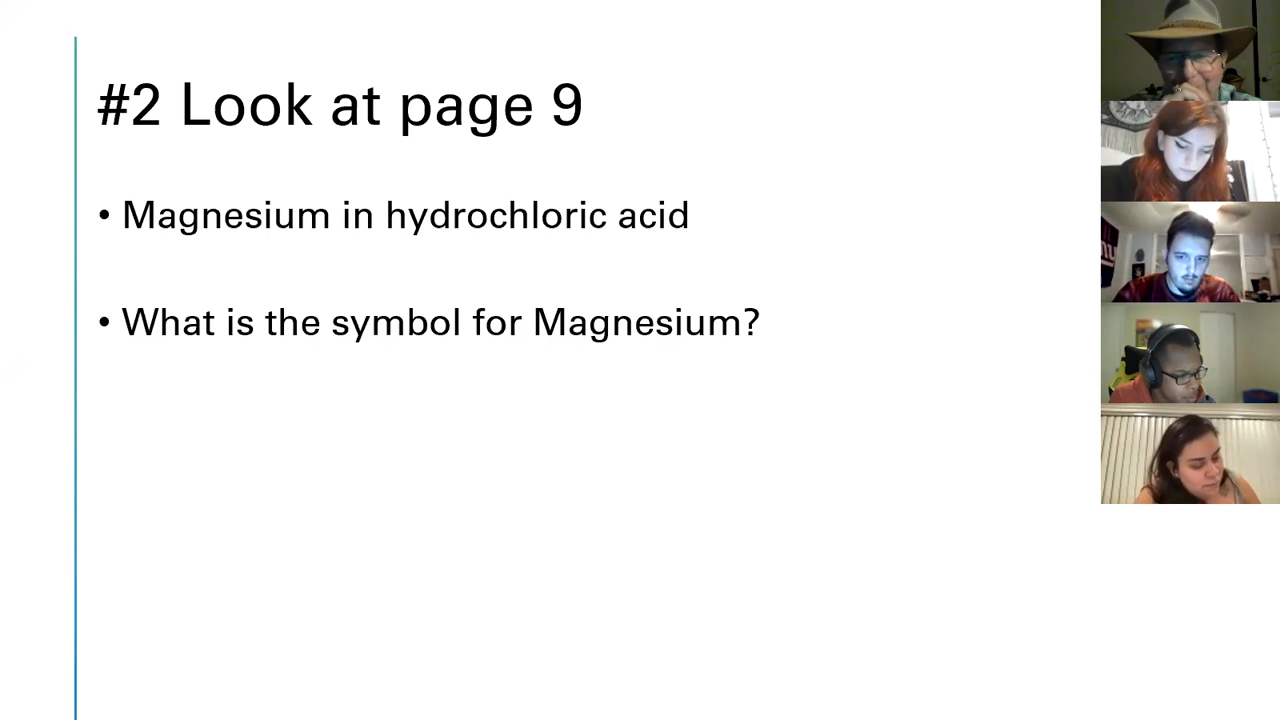 #2 Look at page 9
• Magnesium in hydrochloric acid
• What is the symbol for Magnesium?